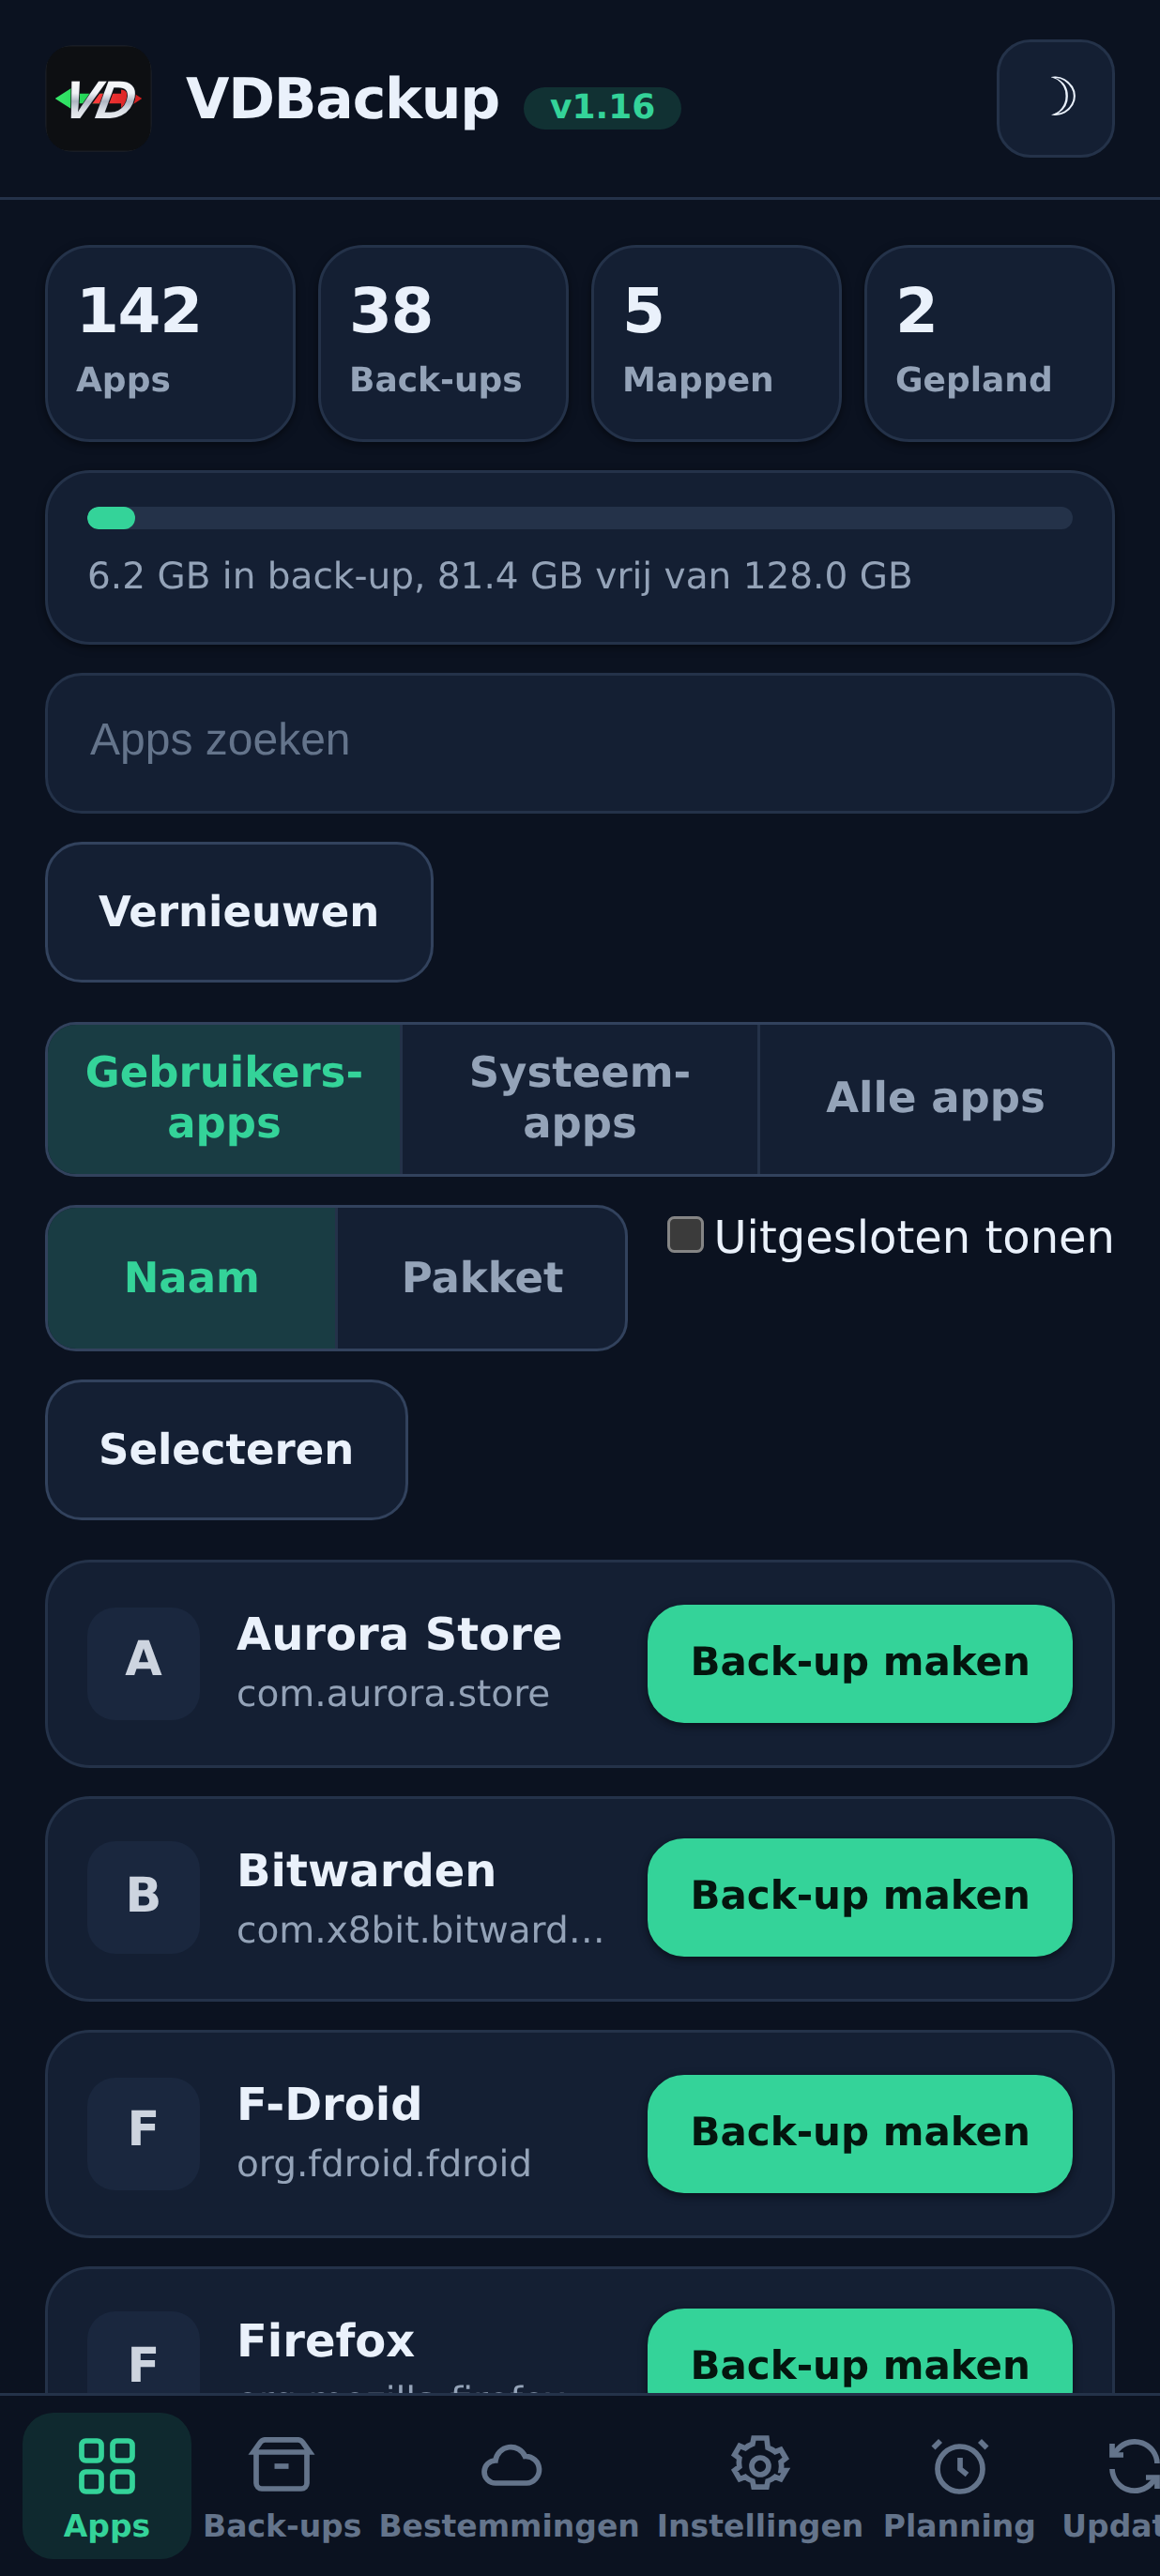 VD
VDBackup v1.16
142
Apps
38
Back-ups
5
Mappen
2
Gepland
6.2 GB in back-up, 81.4 GB vrij van 128.0 GB
Apps zoeken
Vernieuwen
Gebruikers-
apps
Systeem-
apps
Alle apps
Naam
Pakket
Uitgesloten tonen
Selecteren
A
Aurora Store
com.aurora.store
Back-up maken
B
Bitwarden
com.x8bit.bitward...
Back-up maken
F
F-Droid
org.fdroid.fdroid
Back-up maken
F
Firefox
Back-up maken
Apps
Back-ups
Bestemmingen
Instellingen
Planning